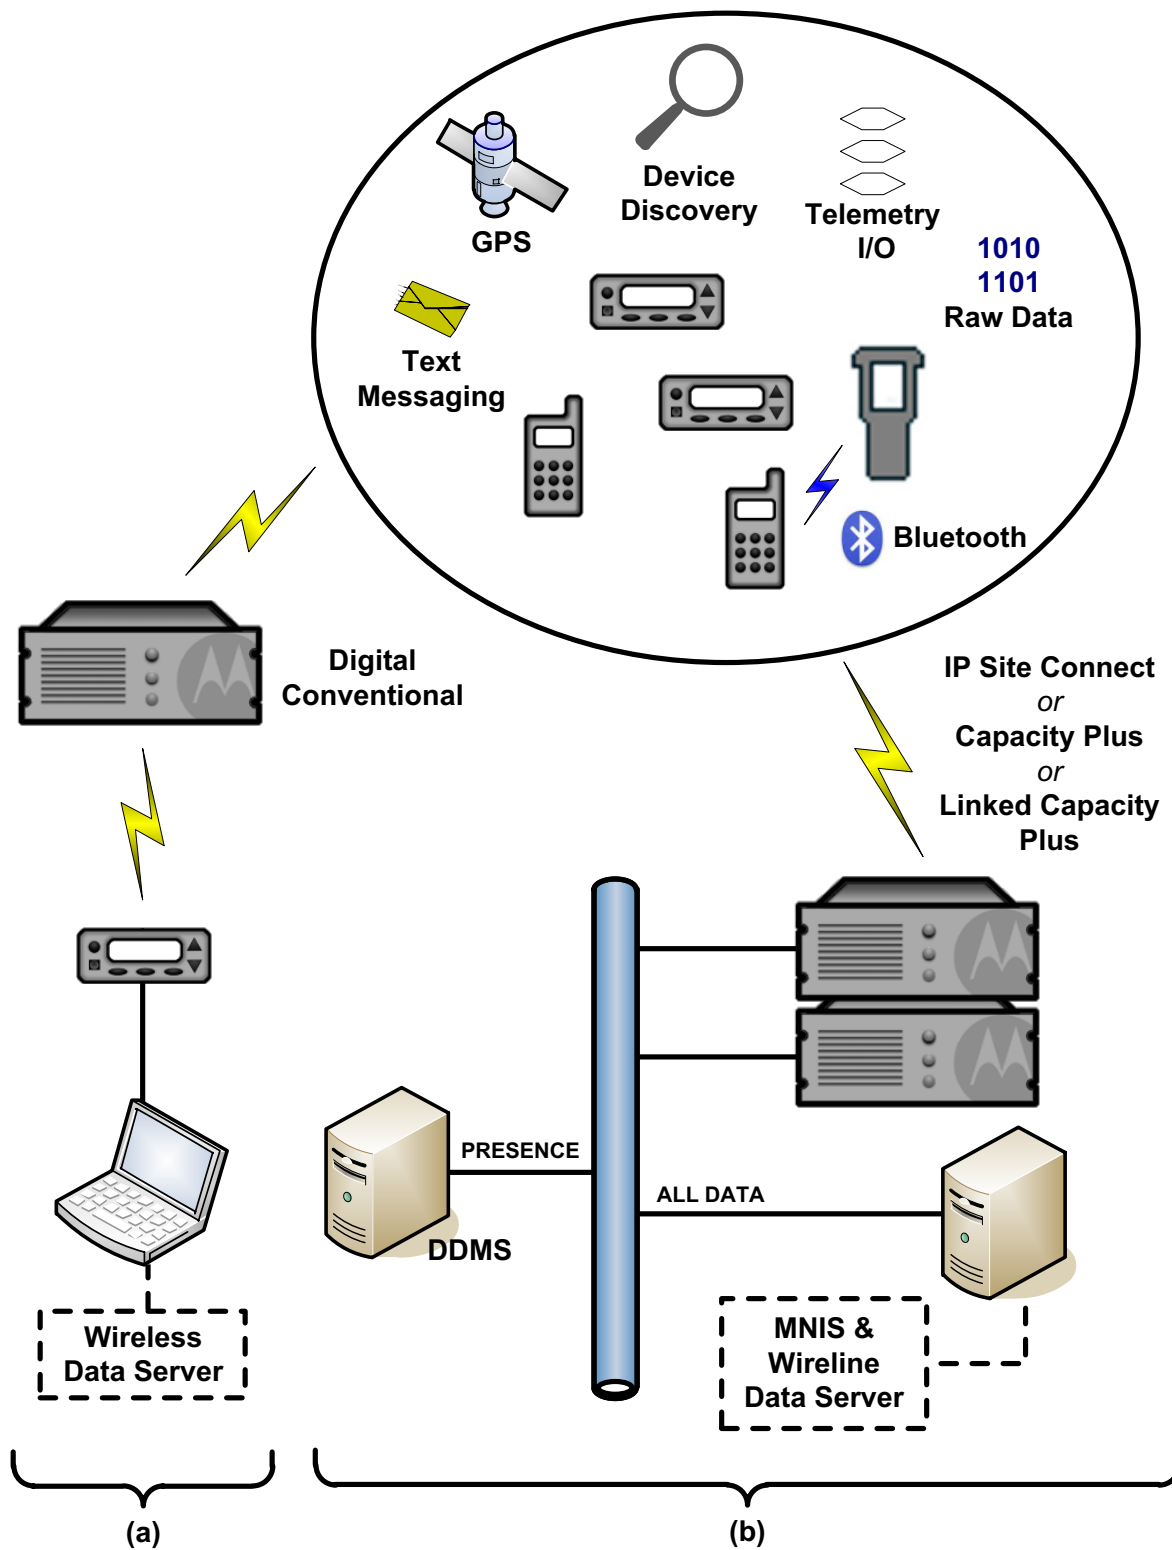 Device
Discovery
GPS
Telemetry
I/O
1010
1101
Raw Data
Text
Messaging
Bluetooth
Digital
Conventional
IP Site Connect
or
Capacity Plus
or
Linked Capacity
Plus
PRESENCE
DDMS
ALL DATA
Wireless
Data Server
MNIS &
Wireline
Data Server
(a)
(b)